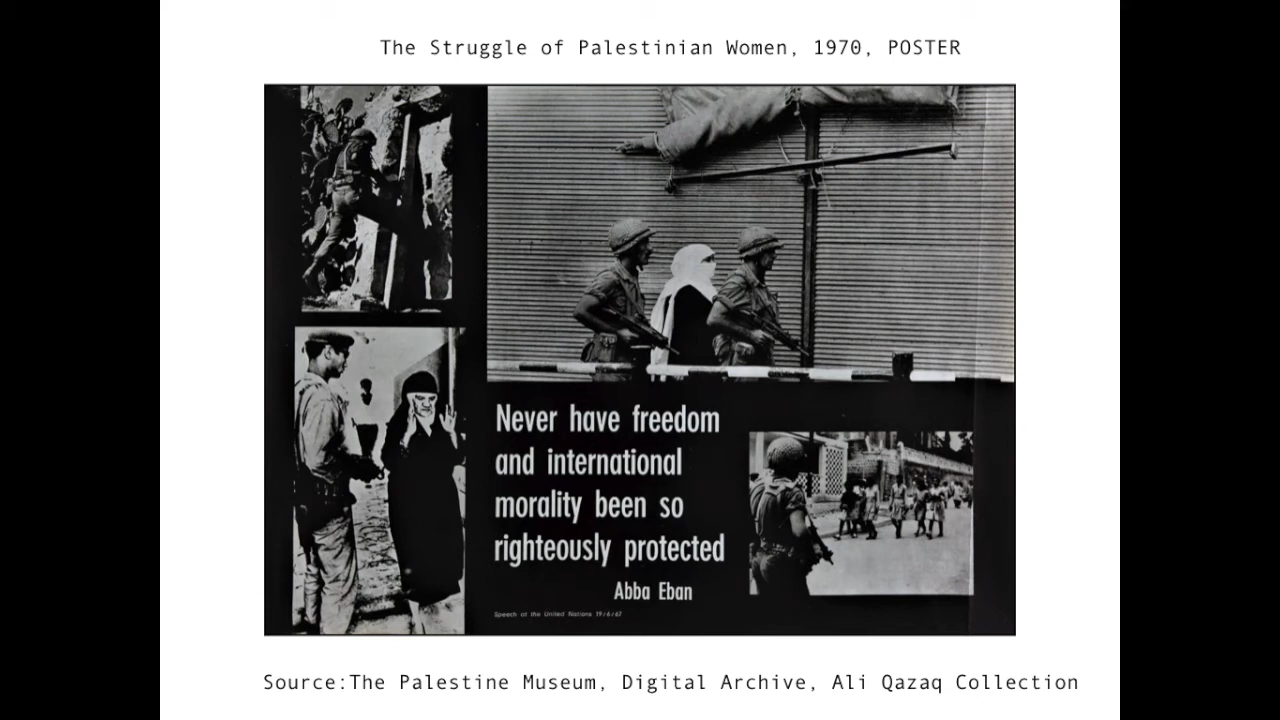 The Struggle of Palestinian Women, 1970, POSTER
Never have freedom
and international
morality been so
righteously protected
Abba Eban
Speech at the United Nations 19/6/67
Source:The Palestine Museum, Digital Archive, Ali Qazaq Collection